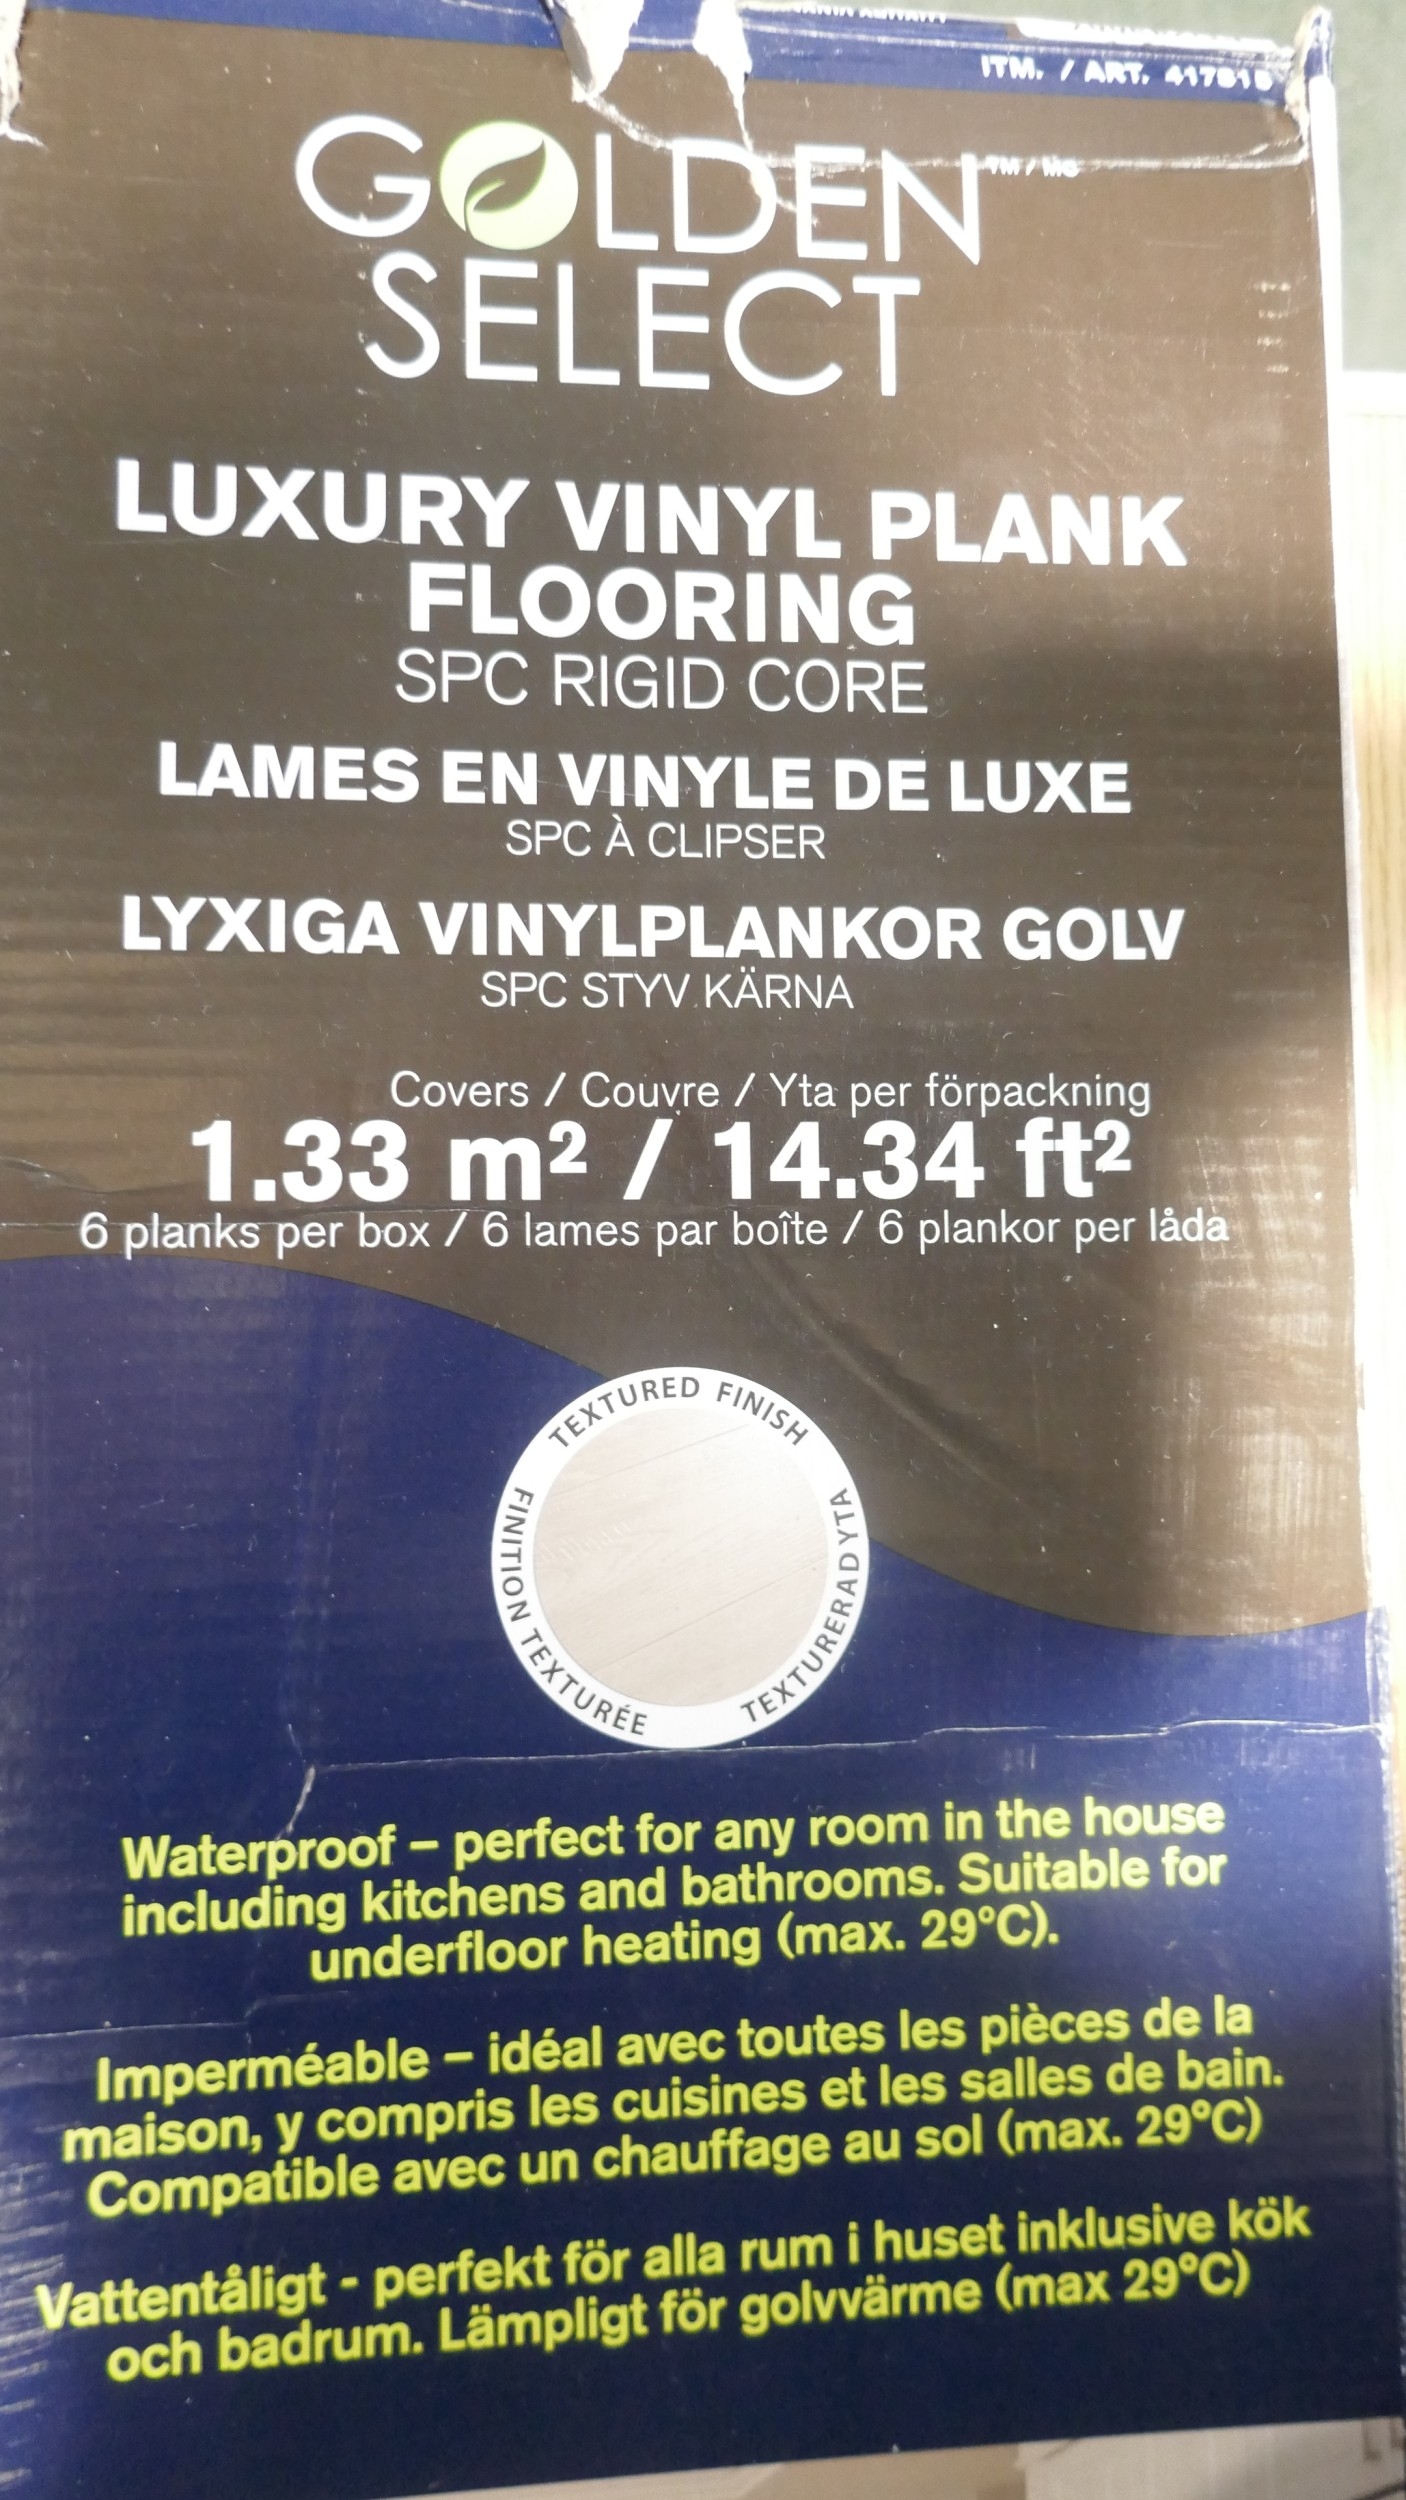 ITM. / ART. 417815
GOLDEN TM / MC
SELECT
LUXURY VINYL PLANK
FLOORING
SPC RIGID CORE
LAMES EN VINYLE DE LUXE
SPC À CLIPSER
LYXIGA VINYLPLANKOR GOLV
SPC STYV KÄRNA
Covers / Couvre / Yta per förpackning
1.33 m² / 14.34 ft²
6 planks per box / 6 lames par boîte / 6 plankor per låda
TEXTURED FINISH
FINITION TEXTURÉE
TEXTURERAD YTA
Waterproof – perfect for any room in the house
including kitchens and bathrooms. Suitable for
underfloor heating (max. 29°C).
Imperméable – idéal avec toutes les pièces de la
maison, y compris les cuisines et les salles de bain.
Compatible avec un chauffage au sol (max. 29°C)
Vattentåligt - perfekt för alla rum i huset inklusive kök
och badrum. Lämpligt för golvvärme (max 29°C)